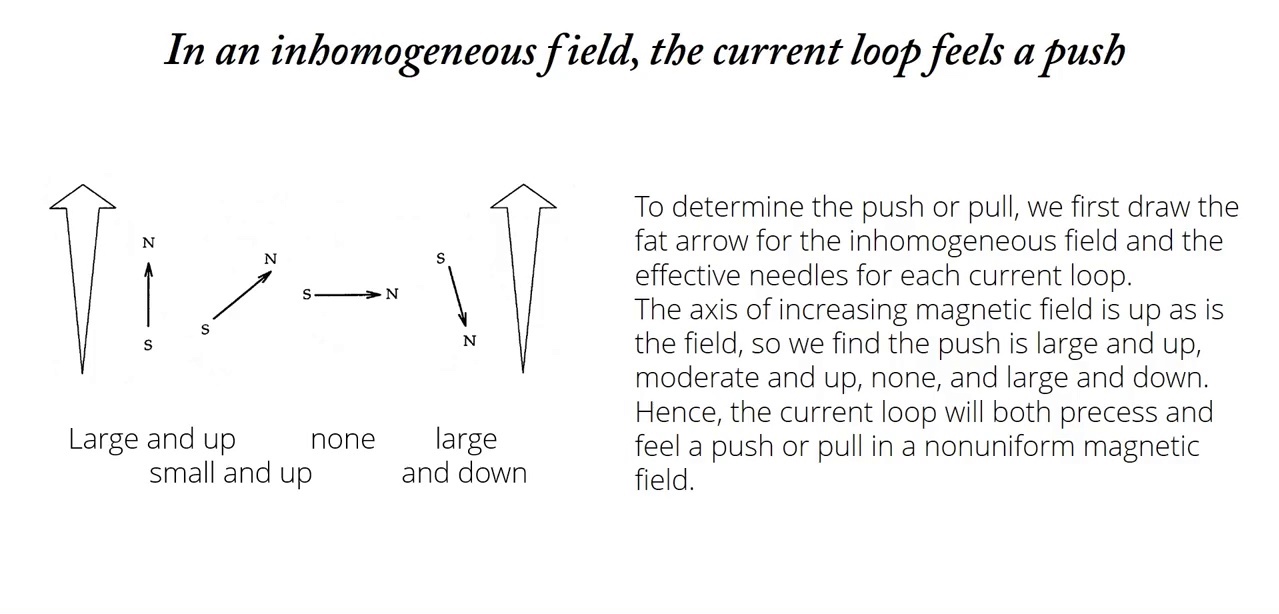 In an inhomogeneous field, the current loop feels a push
N
S
N
S
S N
S
N
Large and up none large
small and up and down
To determine the push or pull, we first draw the
fat arrow for the inhomogeneous field and the
effective needles for each current loop.
The axis of increasing magnetic field is up as is
the field, so we find the push is large and up,
moderate and up, none, and large and down.
Hence, the current loop will both precess and
feel a push or pull in a nonuniform magnetic
field.